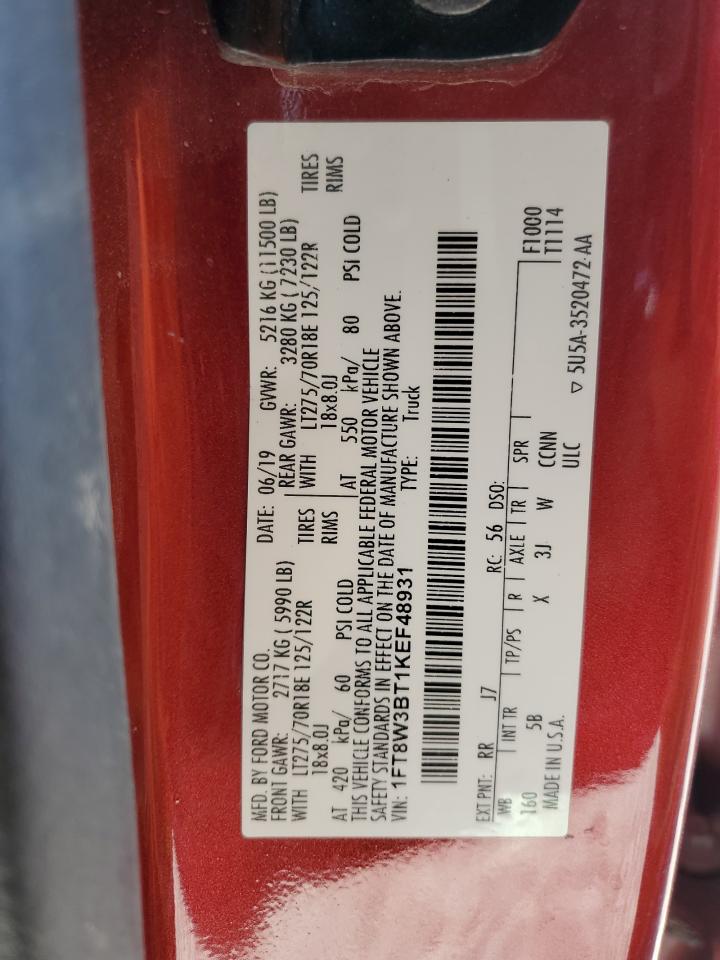 MFD. BY FORD MOTOR CO.
DATE: 06/19 GVWR: 5216 KG (11500 LB)
FRONT GAWR: 2717 KG ( 5990 LB) REAR GAWR: 3280 KG ( 7230 LB)
WITH LT275/70R18E 125/122R TIRES WITH LT275/70R18E 125/122R TIRES
18x8.0J RIMS 18x8.0J RIMS
AT 420 kPa/ 60 PSI COLD AT 550 kPa/ 80 PSI COLD
THIS VEHICLE CONFORMS TO ALL APPLICABLE FEDERAL MOTOR VEHICLE
SAFETY STANDARDS IN EFFECT ON THE DATE OF MANUFACTURE SHOWN ABOVE.
VIN: 1FT8W3BT1KEF48931 TYPE: Truck
EXT PNT: RR J7 RC: 56 DSO:
WB INT TR TP/PS R AXLE TR SPR F1000
160 5B X 3J W CCNN T1114
MADE IN U.S.A. ULC
▽ 5U5A-3520472-AA